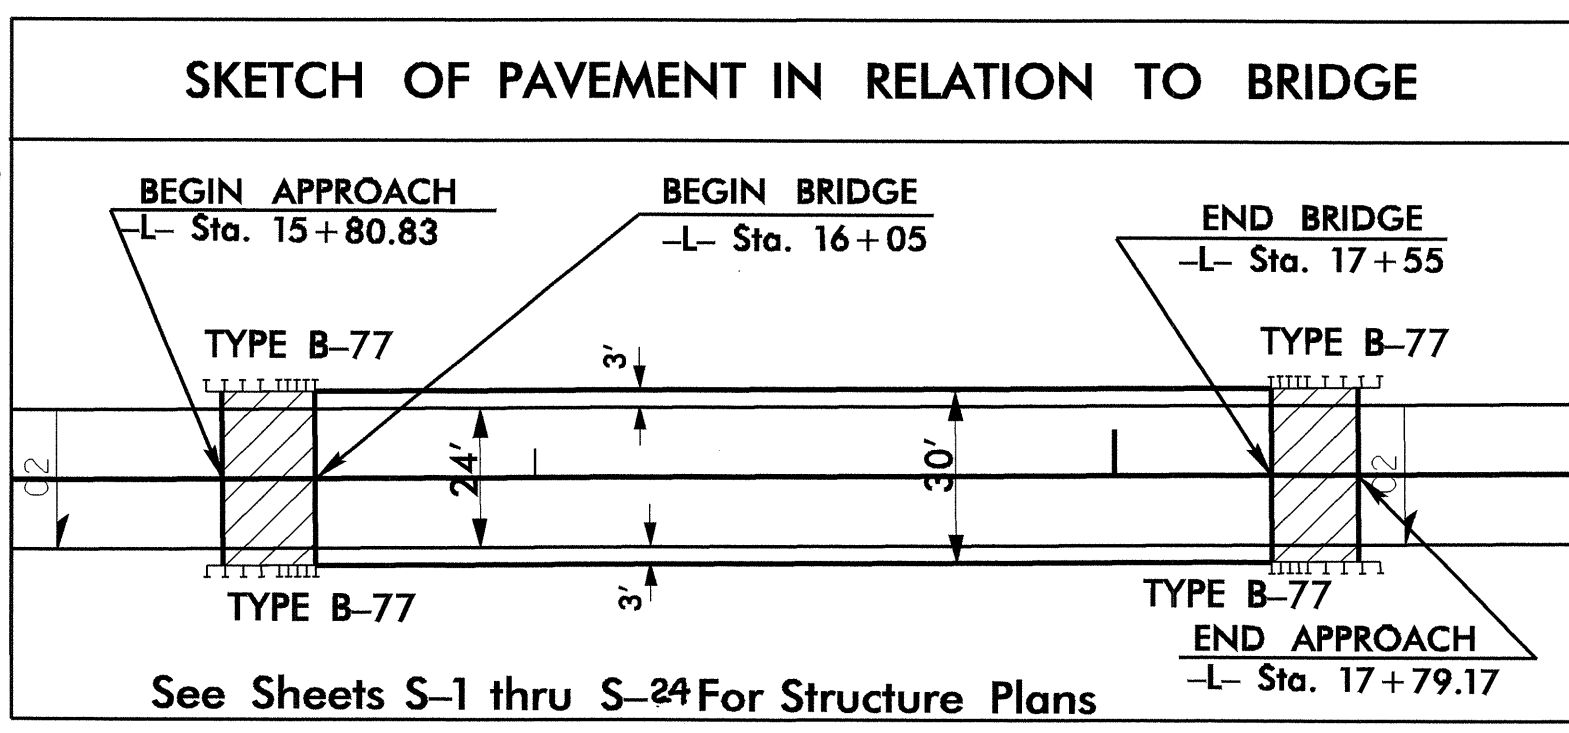 SKETCH OF PAVEMENT IN RELATION TO BRIDGE
BEGIN APPROACH
-L- Sta. 15+80.83
BEGIN BRIDGE
-L- Sta. 16+05
END BRIDGE
-L- Sta. 17+55
TYPE B-77
3'
TYPE B-77
C2
24'
30'
C2
3'
TYPE B-77
TYPE B-77
END APPROACH
-L- Sta. 17+79.17
See Sheets S-1 thru S-24 For Structure Plans